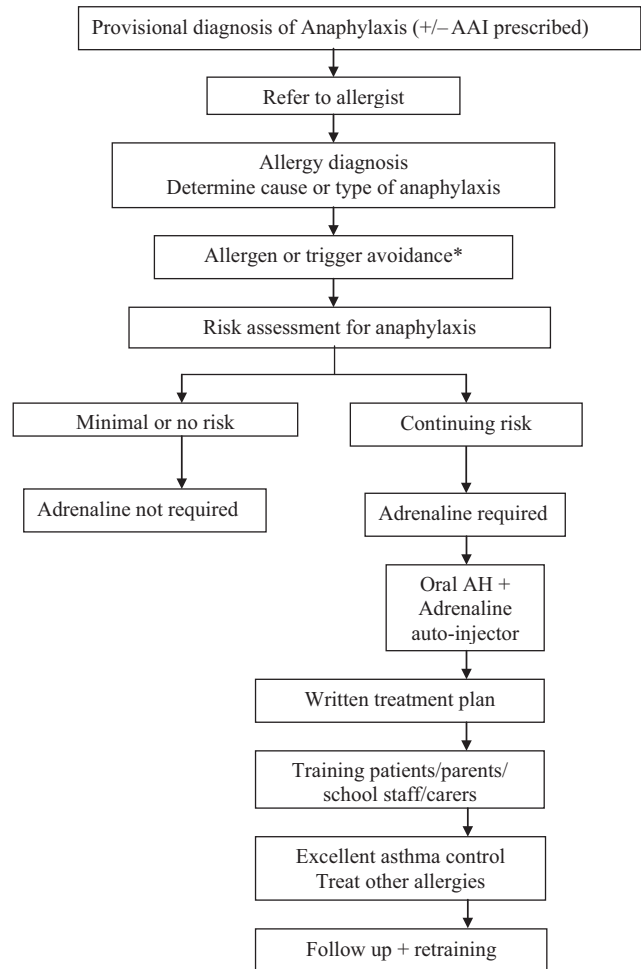 Provisional diagnosis of Anaphylaxis (+/– AAI prescribed)
Refer to allergist
Allergy diagnosis
Determine cause or type of anaphylaxis
Allergen or trigger avoidance*
Risk assessment for anaphylaxis
Minimal or no risk
Continuing risk
Adrenaline not required
Adrenaline required
Oral AH +
Adrenaline
auto-injector
Written treatment plan
Training patients/parents/
school staff/carers
Excellent asthma control
Treat other allergies
Follow up + retraining